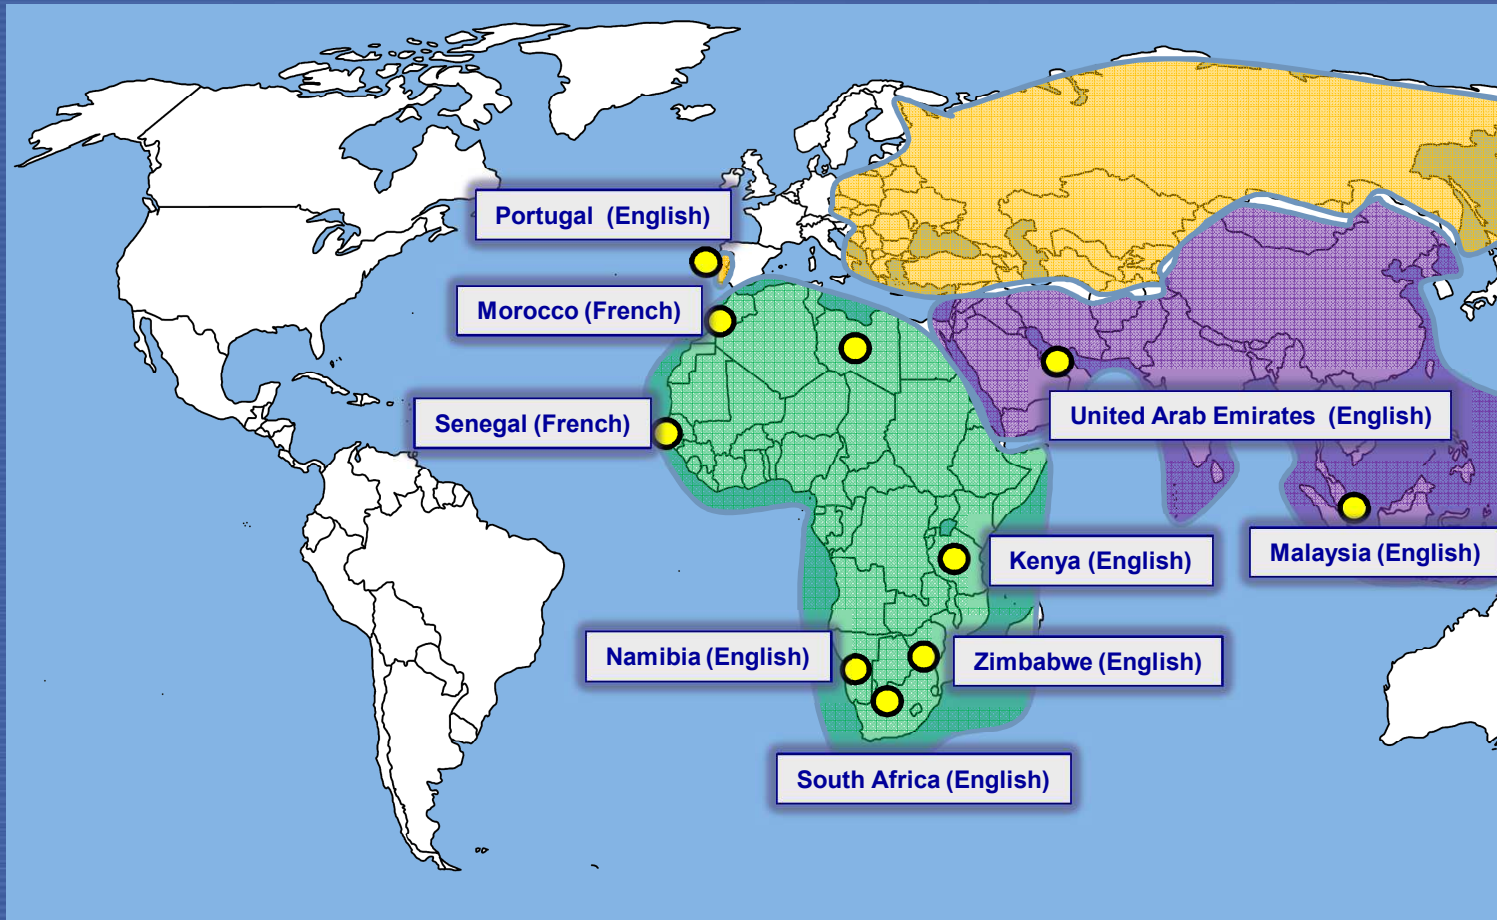 Portugal  (English)
Morocco (French)
Senegal (French)
United Arab Emirates  (English)
Kenya (English)
Malaysia (English)
Namibia (English)
Zimbabwe (English)
South Africa (English)